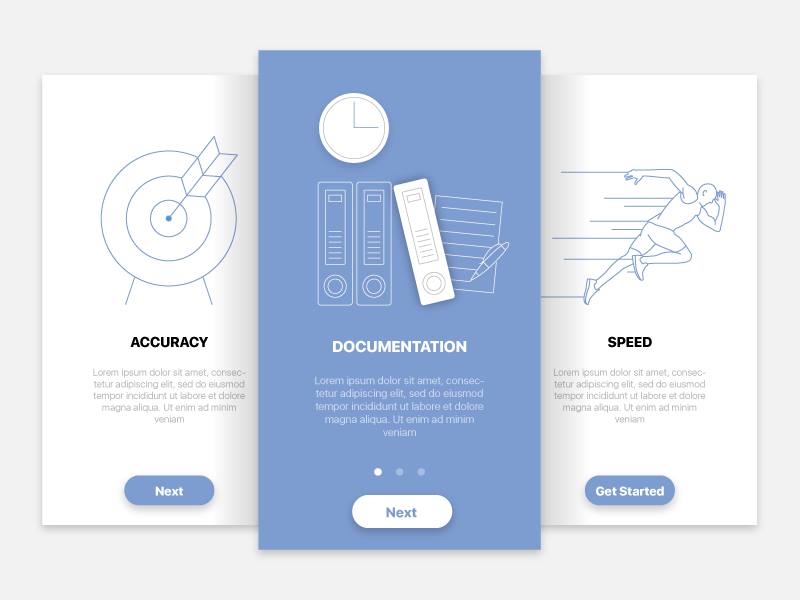 ACCURACY
Lorem ipsum dolor sit amet, consec-
tetur adipiscing elit, sed do eiusmod
tempor incididunt ut labore et dolore
magna aliqua. Ut enim ad minim
veniam
Next
DOCUMENTATION
Lorem ipsum dolor sit amet, consec-
tetur adipiscing elit, sed do eiusmod
tempor incididunt ut labore et dolore
magna aliqua. Ut enim ad minim
veniam
Next
SPEED
Lorem ipsum dolor sit amet, consec-
tetur adipiscing elit, sed do eiusmod
tempor incididunt ut labore et dolore
magna aliqua. Ut enim ad minim
veniam
Get Started